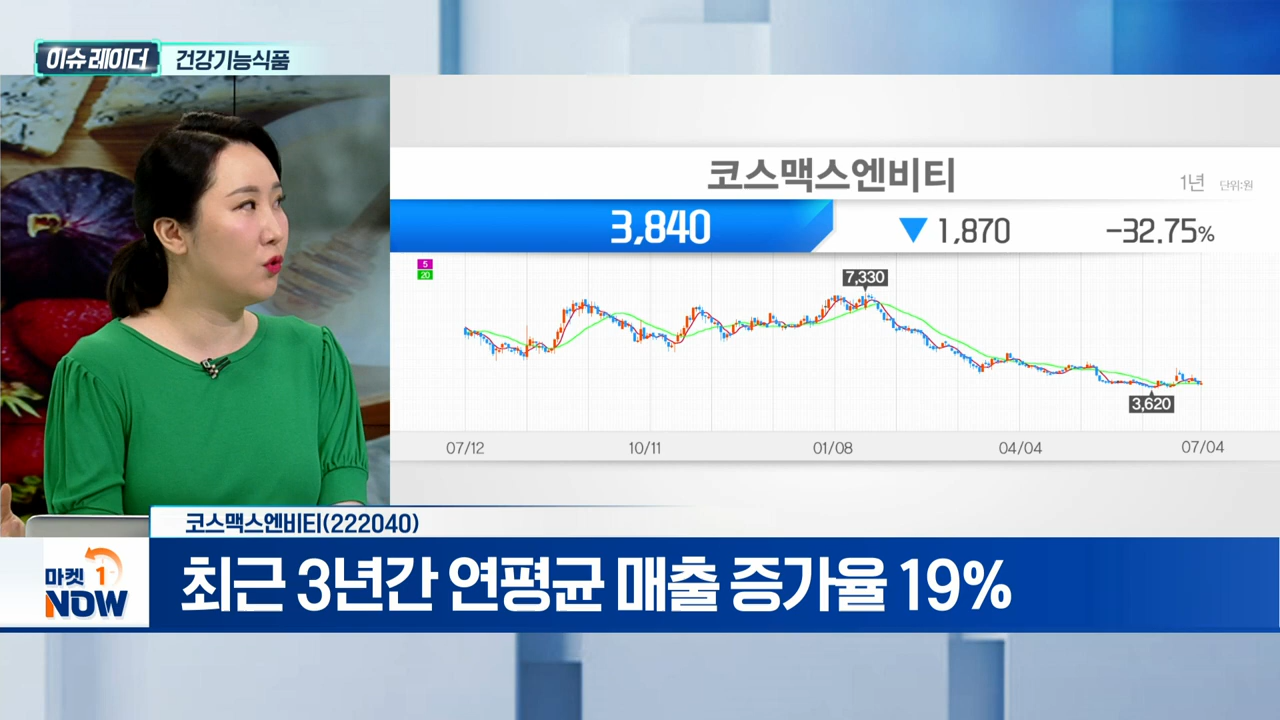 이슈 레이더 건강기능식품
코스맥스엔비티
1년 단위:원
3,840 ▼ 1,870 -32.75%
5
20
7,330
3,620
07/12 10/11 01/08 04/04 07/04
코스맥스엔비티(222040)
마켓 1
NOW
최근 3년간 연평균 매출 증가율 19%